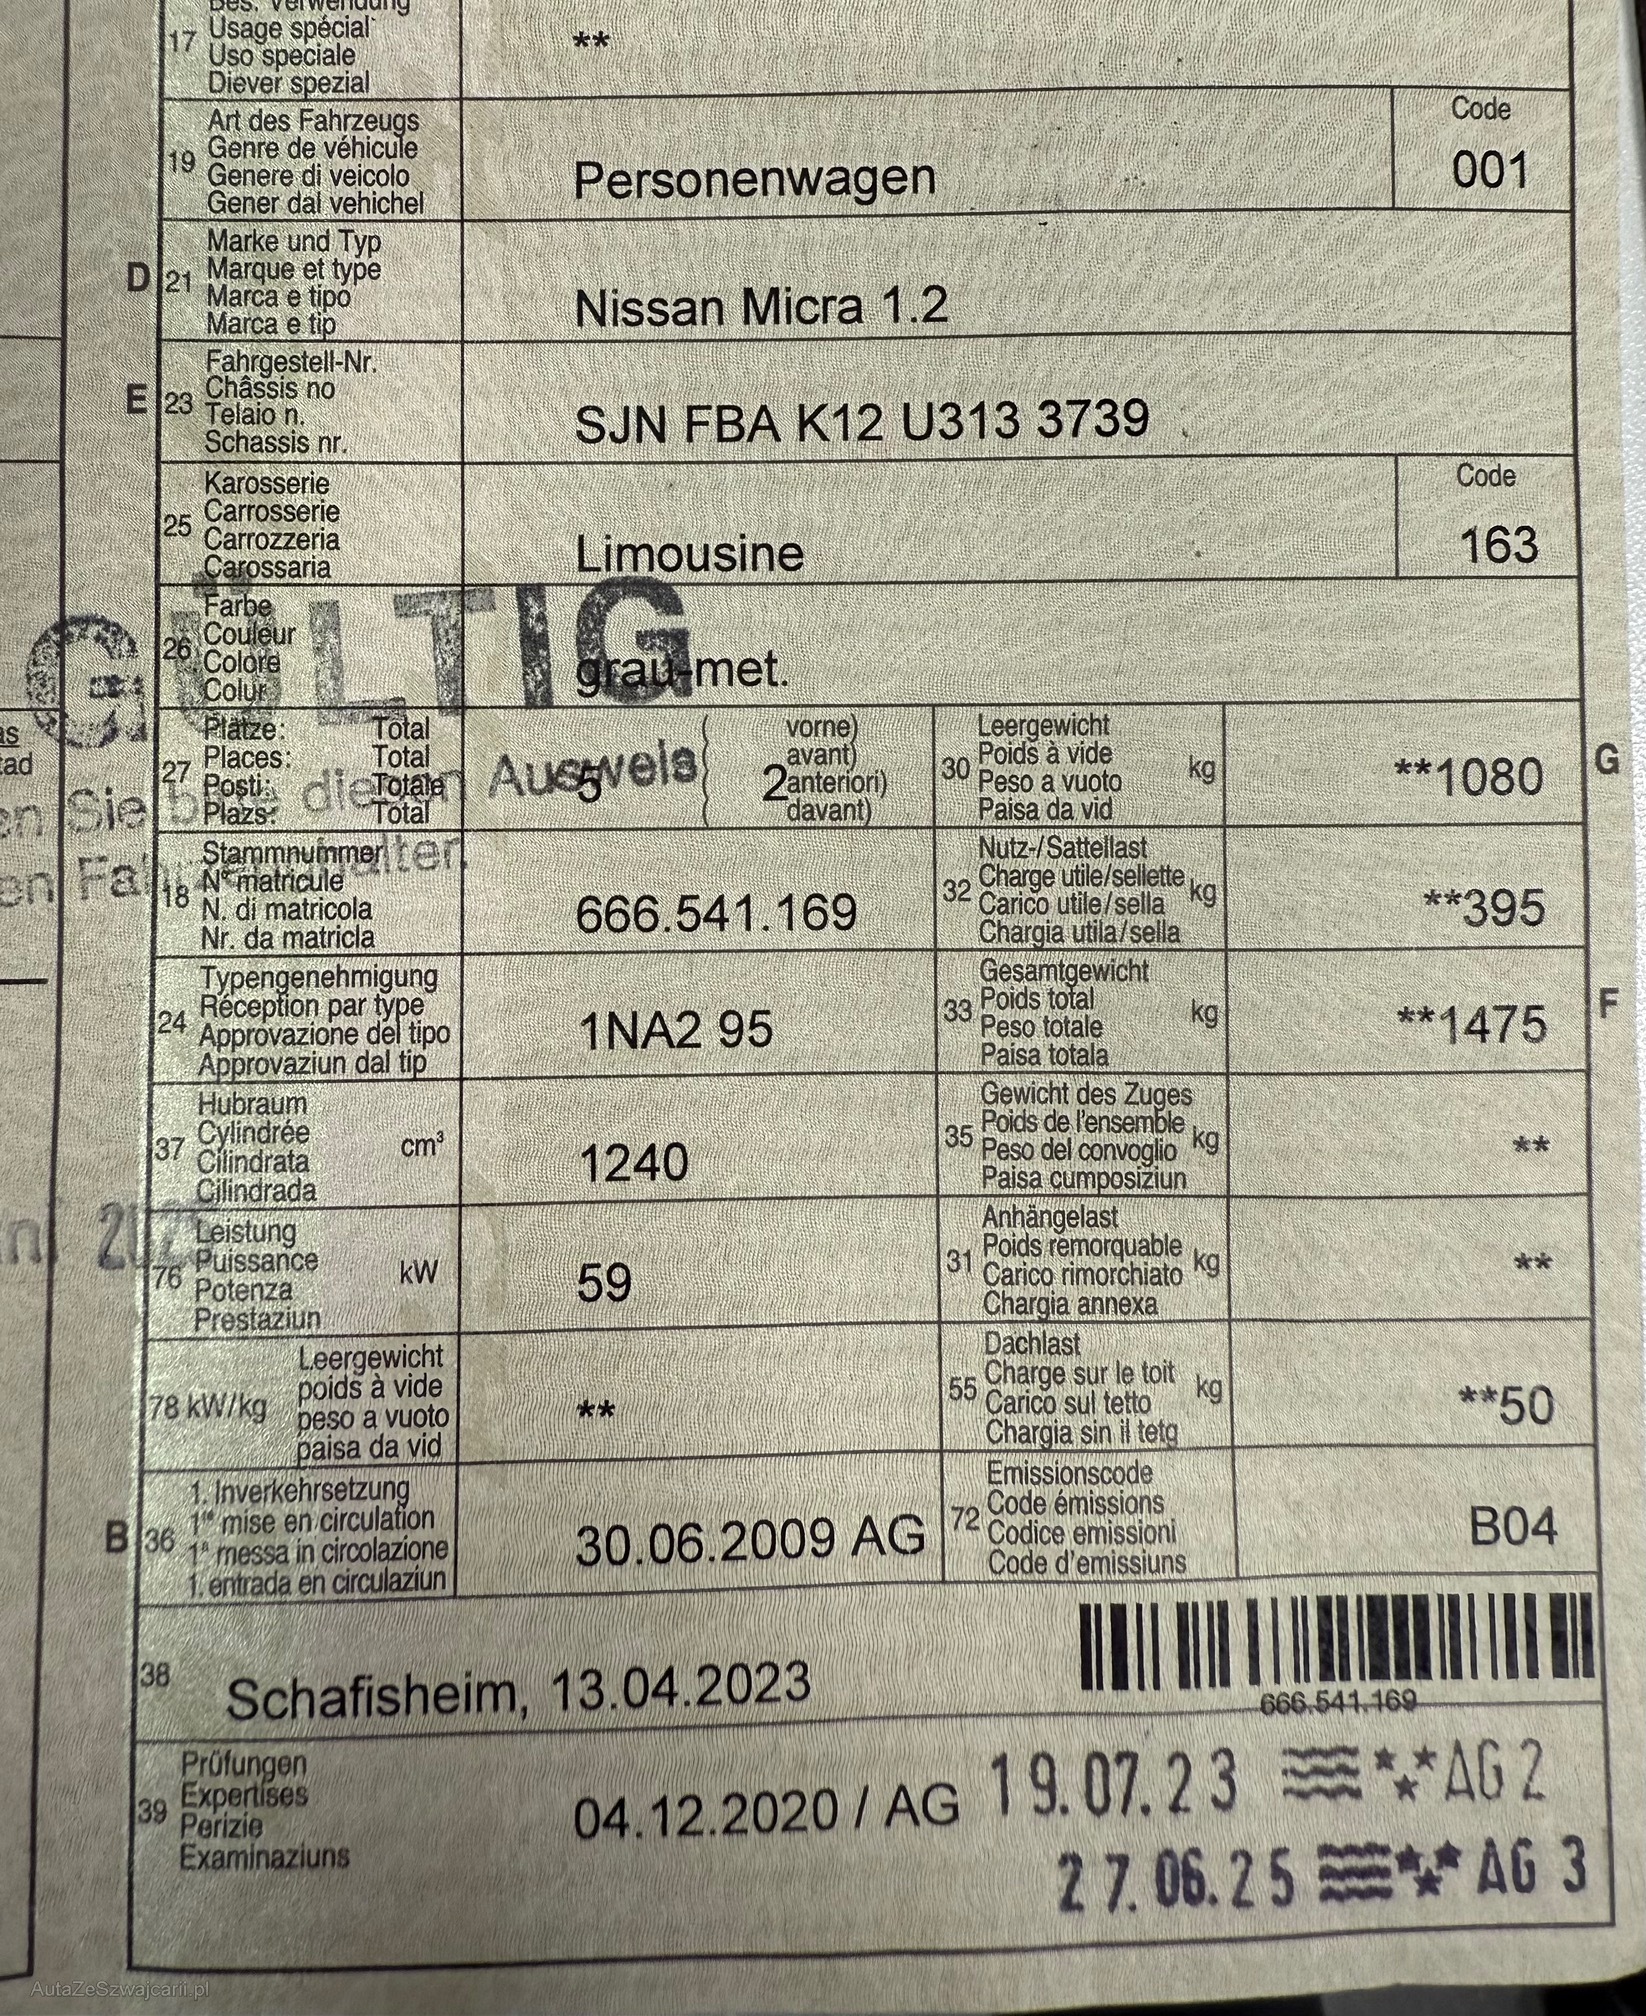 Bes. Verwendung
17 Usage spécial **
Uso speciale
Diever spezial
Art des Fahrzeugs Code
19 Genre de véhicule
Genere di veicolo Personenwagen 001
Gener dal vehichel
Marke und Typ
D 21 Marque et type
Marca e tipo Nissan Micra 1.2
Marca e tip
Fahrgestell-Nr.
E 23 Châssis no
Telaio n. SJN FBA K12 U313 3739
Schassis nr.
Karosserie Code
25 Carrosserie
Carrozzeria Limousine 163
Carossaria
GÜLTIG
Farbe
26 Couleur
Colore grau-met.
Colur
27 Plätze: Total 5 ( vorne)
Places: Total avant)
Posti: Totale 2 anteriori)
Plazs: Total davant)
30 Leergewicht
Poids à vide kg **1080 G
Peso a vuoto
Paisa da vid
en Sie bitte diesen Ausweis
en Fahrzeughalter.
18 Stammnummer
N° matricule 666.541.169
N. di matricola
Nr. da matricla
32 Nutz-/Sattellast
Charge utile/sellette kg **395
Carico utile/sella
Chargia utila/sella
24 Typengenehmigung
Réception par type 1NA2 95
Approvazione del tipo
Approvaziun dal tip
33 Gesamtgewicht
Poids total kg **1475 F
Peso totale
Paisa totala
37 Hubraum
Cylindrée cm³ 1240
Cilindrata
Cilindrada
35 Gewicht des Zuges
Poids de l'ensemble kg **
Peso del convoglio
Paisa cumposiziun
76 Leistung
Puissance kW 59
Potenza
Prestaziun
31 Anhängelast
Poids remorquable kg **
Carico rimorchiato
Chargia annexa
78 kW/kg Leergewicht
poids à vide **
peso a vuoto
paisa da vid
55 Dachlast
Charge sur le toit kg **50
Carico sul tetto
Chargia sin il tetg
B 36 1. Inverkehrsetzung
1re mise en circulation 30.06.2009 AG
1a messa in circolazione
1. entrada en circulaziun
72 Emissionscode
Code émissions B04
Codice emissioni
Code d'emissiuns
38 Schafisheim, 13.04.2023
666.541.169
39 Prüfungen
Expertises 04.12.2020 / AG 19.07.23 AG 2
Perizie
Examinaziuns 27.06.25 AG 3
AutaZeSzwajcarii.pl